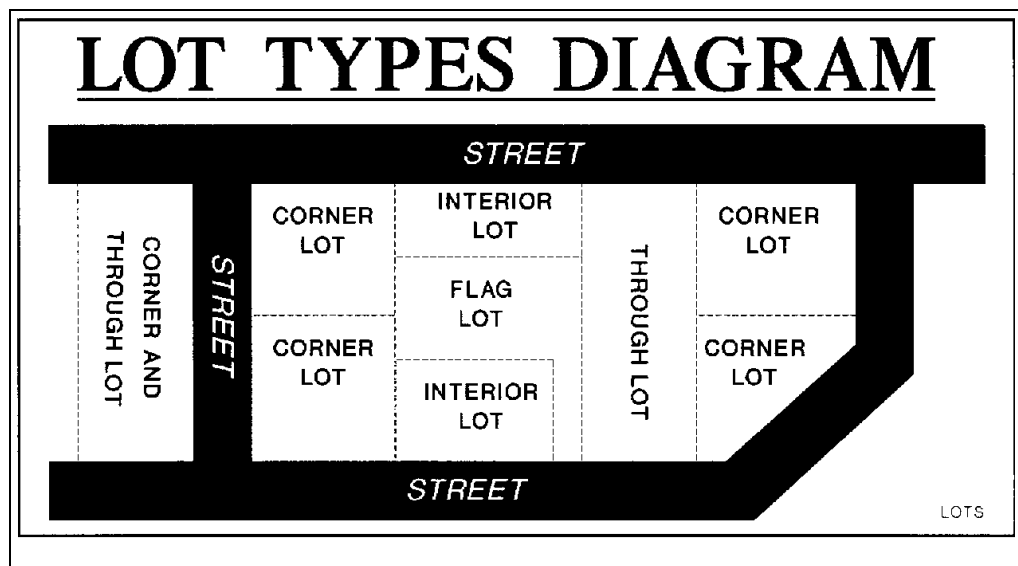 LOT TYPES DIAGRAM
STREET
CORNER AND
THROUGH LOT
STREET
CORNER
LOT
INTERIOR
LOT
THROUGH LOT
CORNER
LOT
FLAG
LOT
CORNER
LOT
INTERIOR
LOT
CORNER
LOT
STREET
LOTS